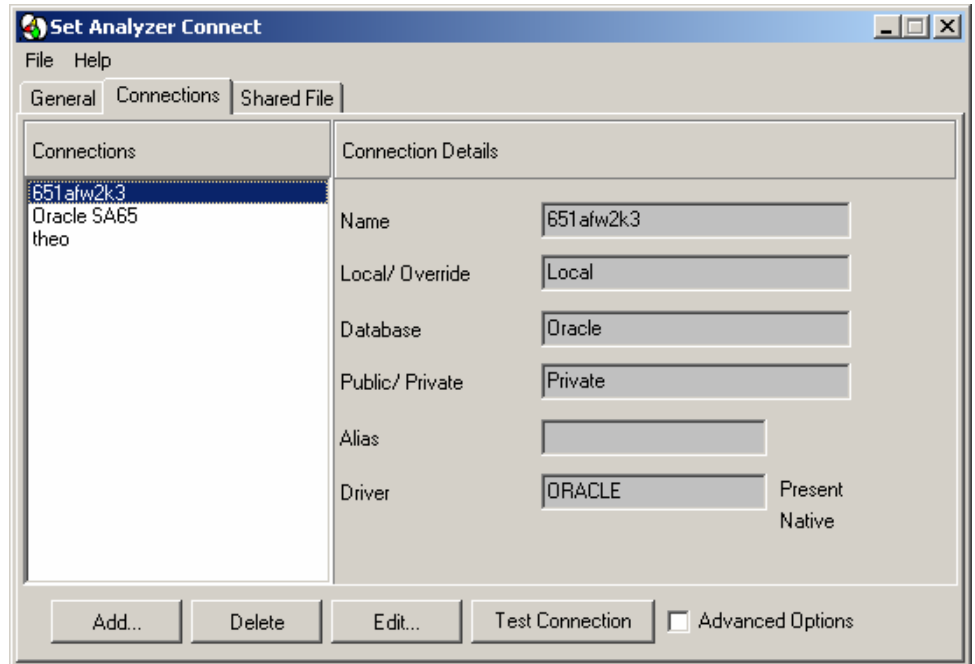 Set Analyzer Connect
File Help
General Connections Shared File
Connections
651afw2k3
Oracle SA65
theo
Connection Details
Name 651afw2k3
Local/ Override Local
Database Oracle
Public/ Private Private
Alias
Driver ORACLE Present
Native
Add... Delete Edit... Test Connection Advanced Options